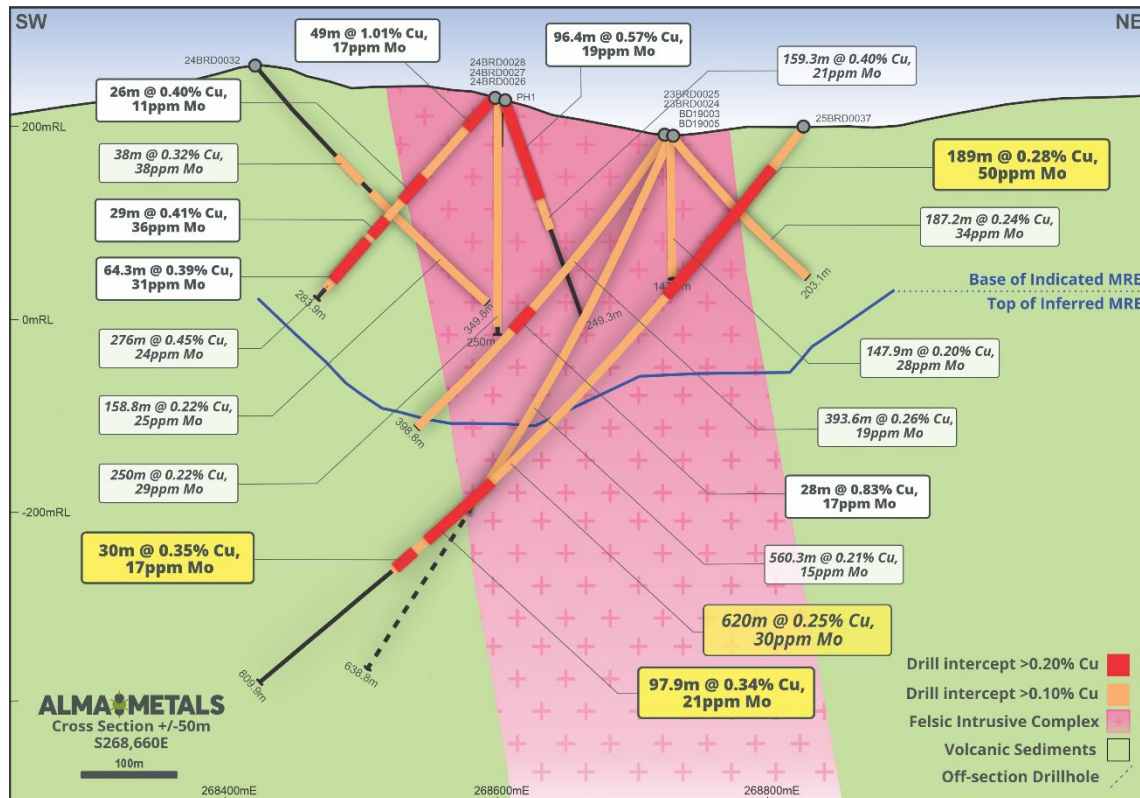 SW
NE
49m @ 1.01% Cu,
17ppm Mo
96.4m @ 0.57% Cu,
19ppm Mo
159.3m @ 0.40% Cu,
21ppm Mo
24BRD0032
24BRD0028
24BRD0027
24BRD0026
PH1
23BRD0025
23BRD0024
BD19003
BD19005
25BRD0037
26m @ 0.40% Cu,
11ppm Mo
200mRL
38m @ 0.32% Cu,
38ppm Mo
189m @ 0.28% Cu,
50ppm Mo
29m @ 0.41% Cu,
36ppm Mo
187.2m @ 0.24% Cu,
34ppm Mo
64.3m @ 0.39% Cu,
31ppm Mo
283.9m
349.8m
250m
249.3m
203.1m
Base of Indicated MRE
Top of Inferred MRE
0mRL
276m @ 0.45% Cu,
24ppm Mo
147.9m @ 0.20% Cu,
28ppm Mo
158.8m @ 0.22% Cu,
25ppm Mo
398.8m
393.6m @ 0.26% Cu,
19ppm Mo
250m @ 0.22% Cu,
29ppm Mo
28m @ 0.83% Cu,
17ppm Mo
-200mRL
30m @ 0.35% Cu,
17ppm Mo
560.3m @ 0.21% Cu,
15ppm Mo
620m @ 0.25% Cu,
30ppm Mo
809.9m
638.8m
97.9m @ 0.34% Cu,
21ppm Mo
ALMA METALS
Cross Section +/-50m
S268,660E
100m
Drill intercept >0.20% Cu
Drill intercept >0.10% Cu
Felsic Intrusive Complex
Volcanic Sediments
Off-section Drillhole
268400mE
268600mE
268800mE